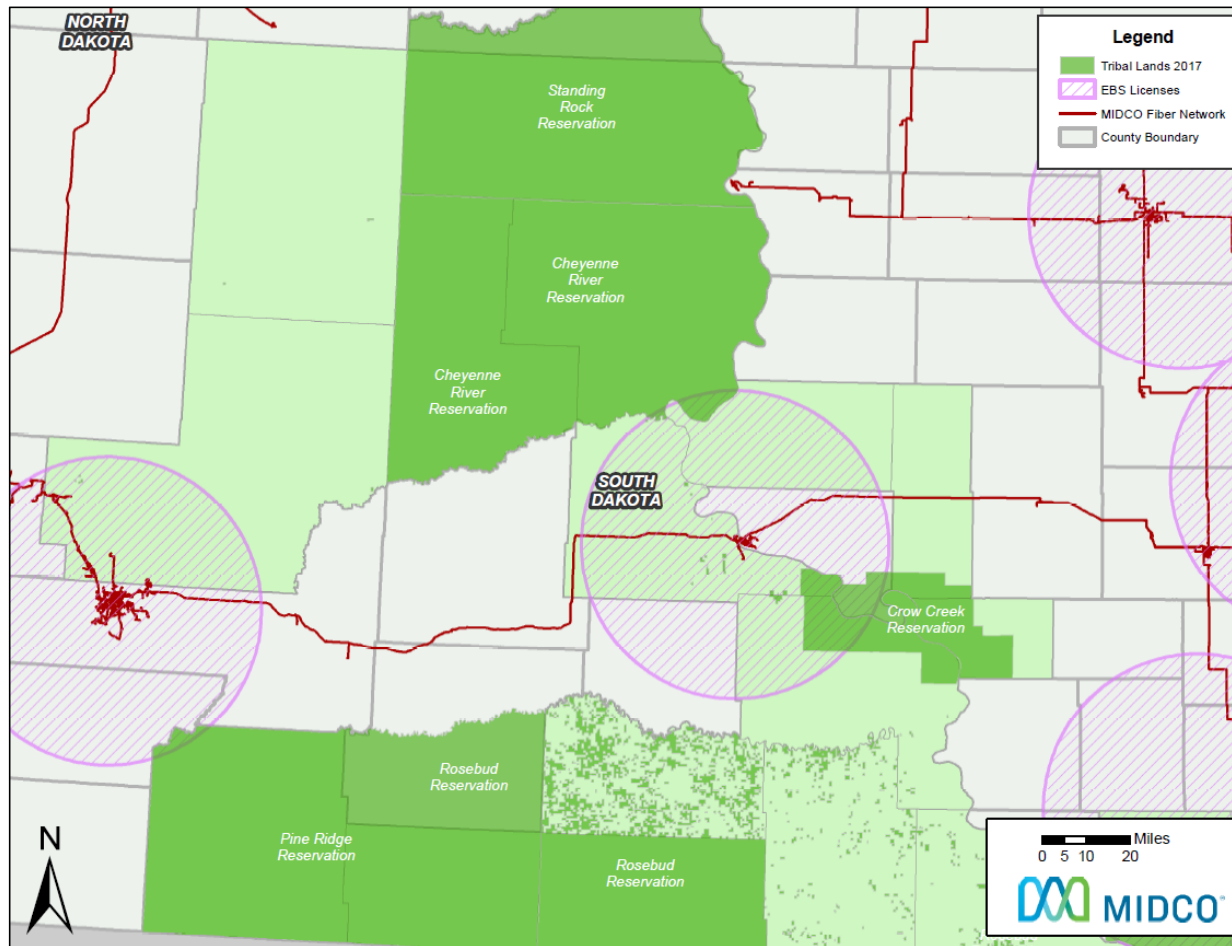 NORTH
DAKOTA
Legend
Tribal Lands 2017
EBS Licenses
MIDCO Fiber Network
County Boundary
Standing
Rock
Reservation
Cheyenne
River
Reservation
Cheyenne
River
Reservation
SOUTH
DAKOTA
Crow Creek
Reservation
Rosebud
Reservation
Pine Ridge
Reservation
Rosebud
Reservation
N
Miles
0 5 10 20
MIDCO